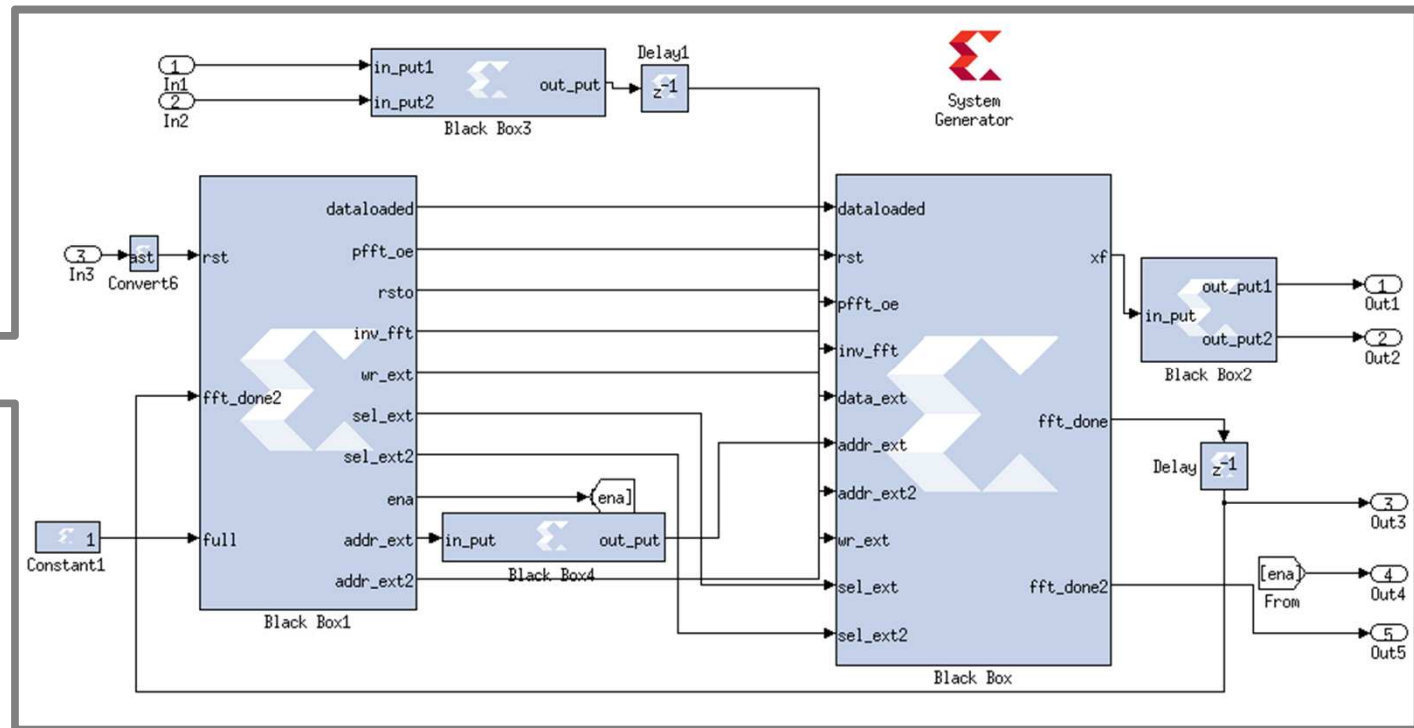 1
In1
2
In2
in_put1
in_put2
out_put
Black Box3
Delay1
z-1
System
Generator
3
In3
ast
Convert6
1
Constant1
rst
fft_done2
full
dataloaded
pfft_oe
rsto
inv_fft
wr_ext
sel_ext
sel_ext2
ena
addr_ext
addr_ext2
Black Box1
[ena]
in_put
out_put
Black Box4
dataloaded
rst
pfft_oe
inv_fft
data_ext
addr_ext
addr_ext2
wr_ext
sel_ext
sel_ext2
xf
fft_done
fft_done2
Black Box
in_put
out_put1
out_put2
Black Box2
Delay
z-1
[ena]
From
1
Out1
2
Out2
3
Out3
4
Out4
5
Out5